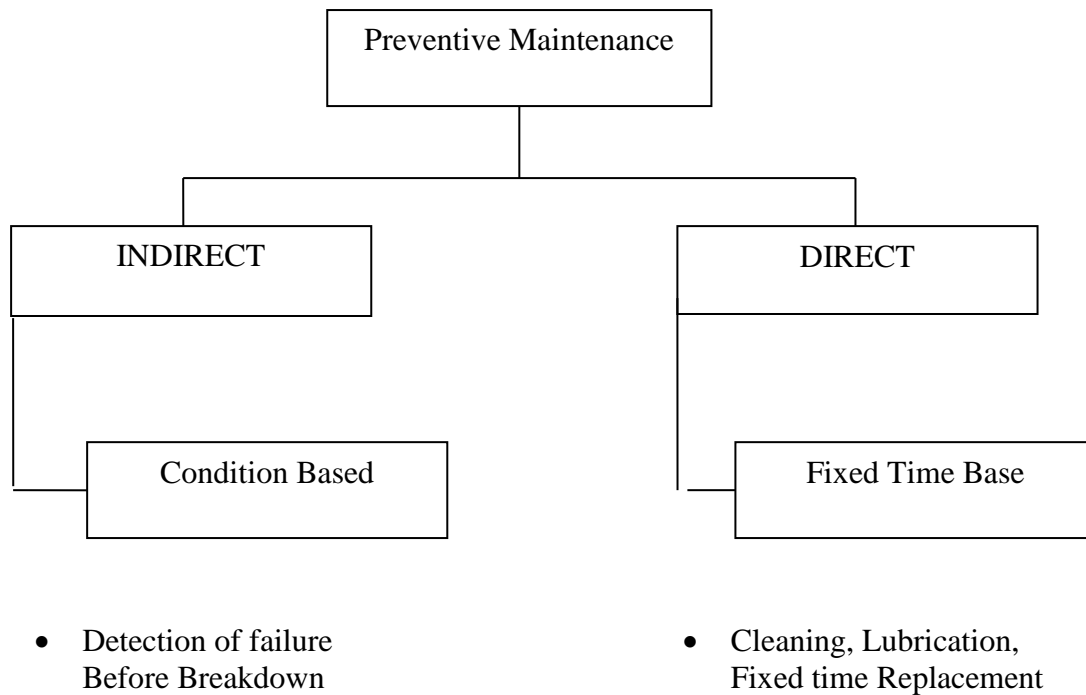 Preventive Maintenance
INDIRECT
DIRECT
Condition Based
Fixed Time Base
• Detection of failure
Before Breakdown
• Cleaning, Lubrication,
Fixed time Replacement